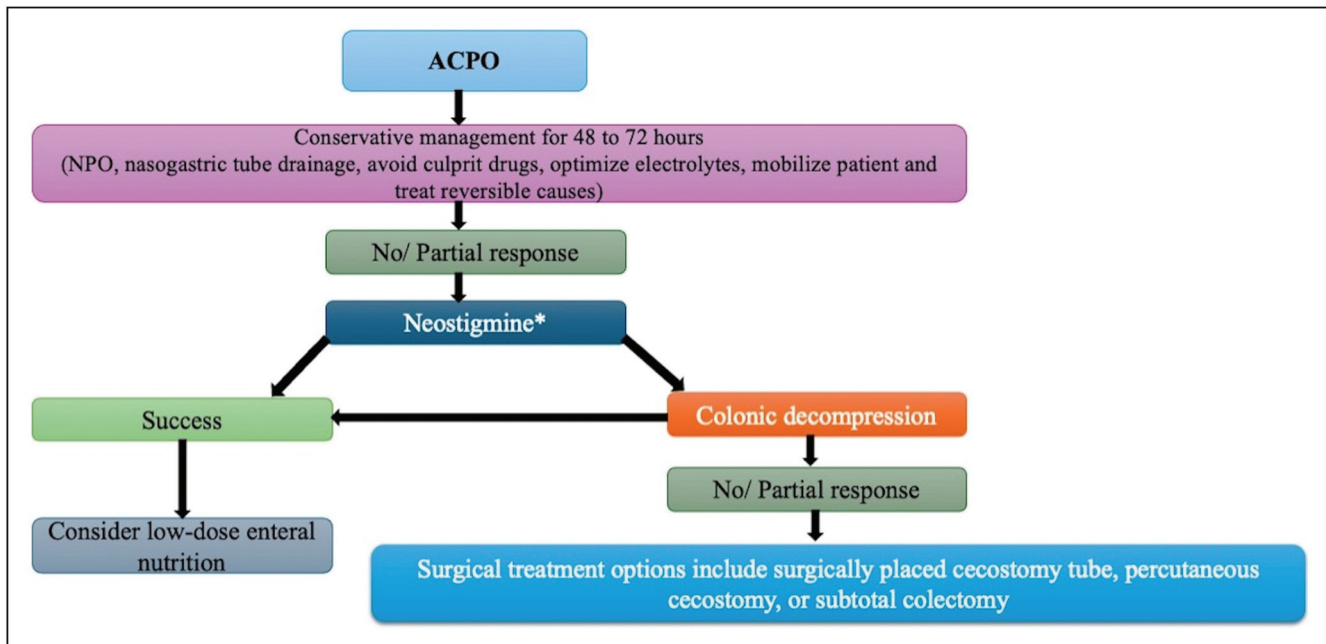 ACPO
Conservative management for 48 to 72 hours
(NPO, nasogastric tube drainage, avoid culprit drugs, optimize electrolytes, mobilize patient and
treat reversible causes)
No/ Partial response
Neostigmine*
Success
Colonic decompression
No/ Partial response
Consider low-dose enteral
nutrition
Surgical treatment options include surgically placed cecostomy tube, percutaneous
cecostomy, or subtotal colectomy